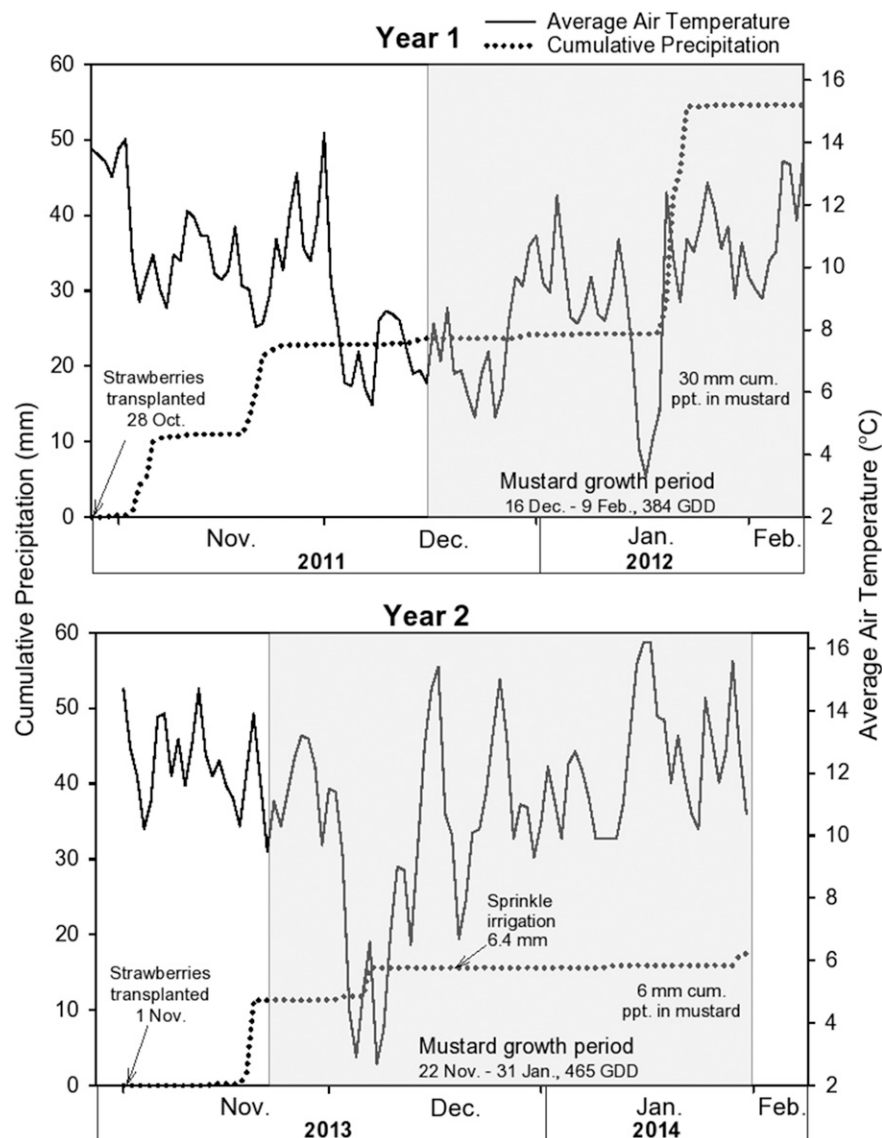 Year 1
Average Air Temperature
Cumulative Precipitation
Cumulative Precipitation (mm)
Average Air Temperature (°C)
60
50
40
30
20
10
0
16
14
12
10
8
6
4
2
Strawberries
transplanted
28 Oct.
30 mm cum.
ppt. in mustard
Mustard growth period
16 Dec. - 9 Feb., 384 GDD
Nov.
Dec.
Jan.
Feb.
2011
2012
Year 2
60
50
40
30
20
10
0
16
14
12
10
8
6
4
2
Sprinkle
irrigation
6.4 mm
Strawberries
transplanted
1 Nov.
6 mm cum.
ppt. in mustard
Mustard growth period
22 Nov. - 31 Jan., 465 GDD
Nov.
Dec.
Jan.
Feb.
2013
2014